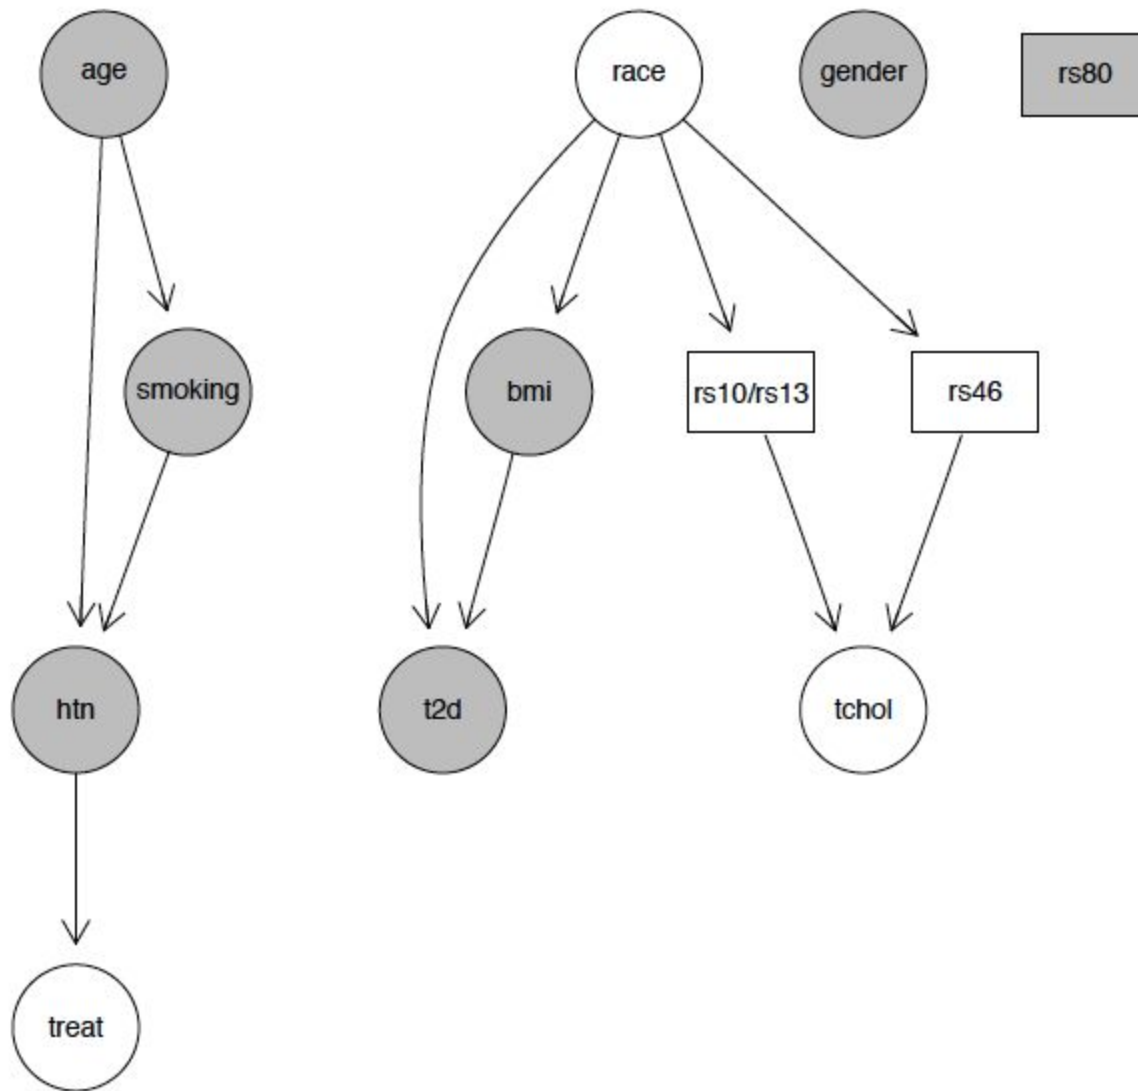 age
race
gender
rs80
smoking
bmi
rs10/rs13
rs46
htn
t2d
tchol
treat